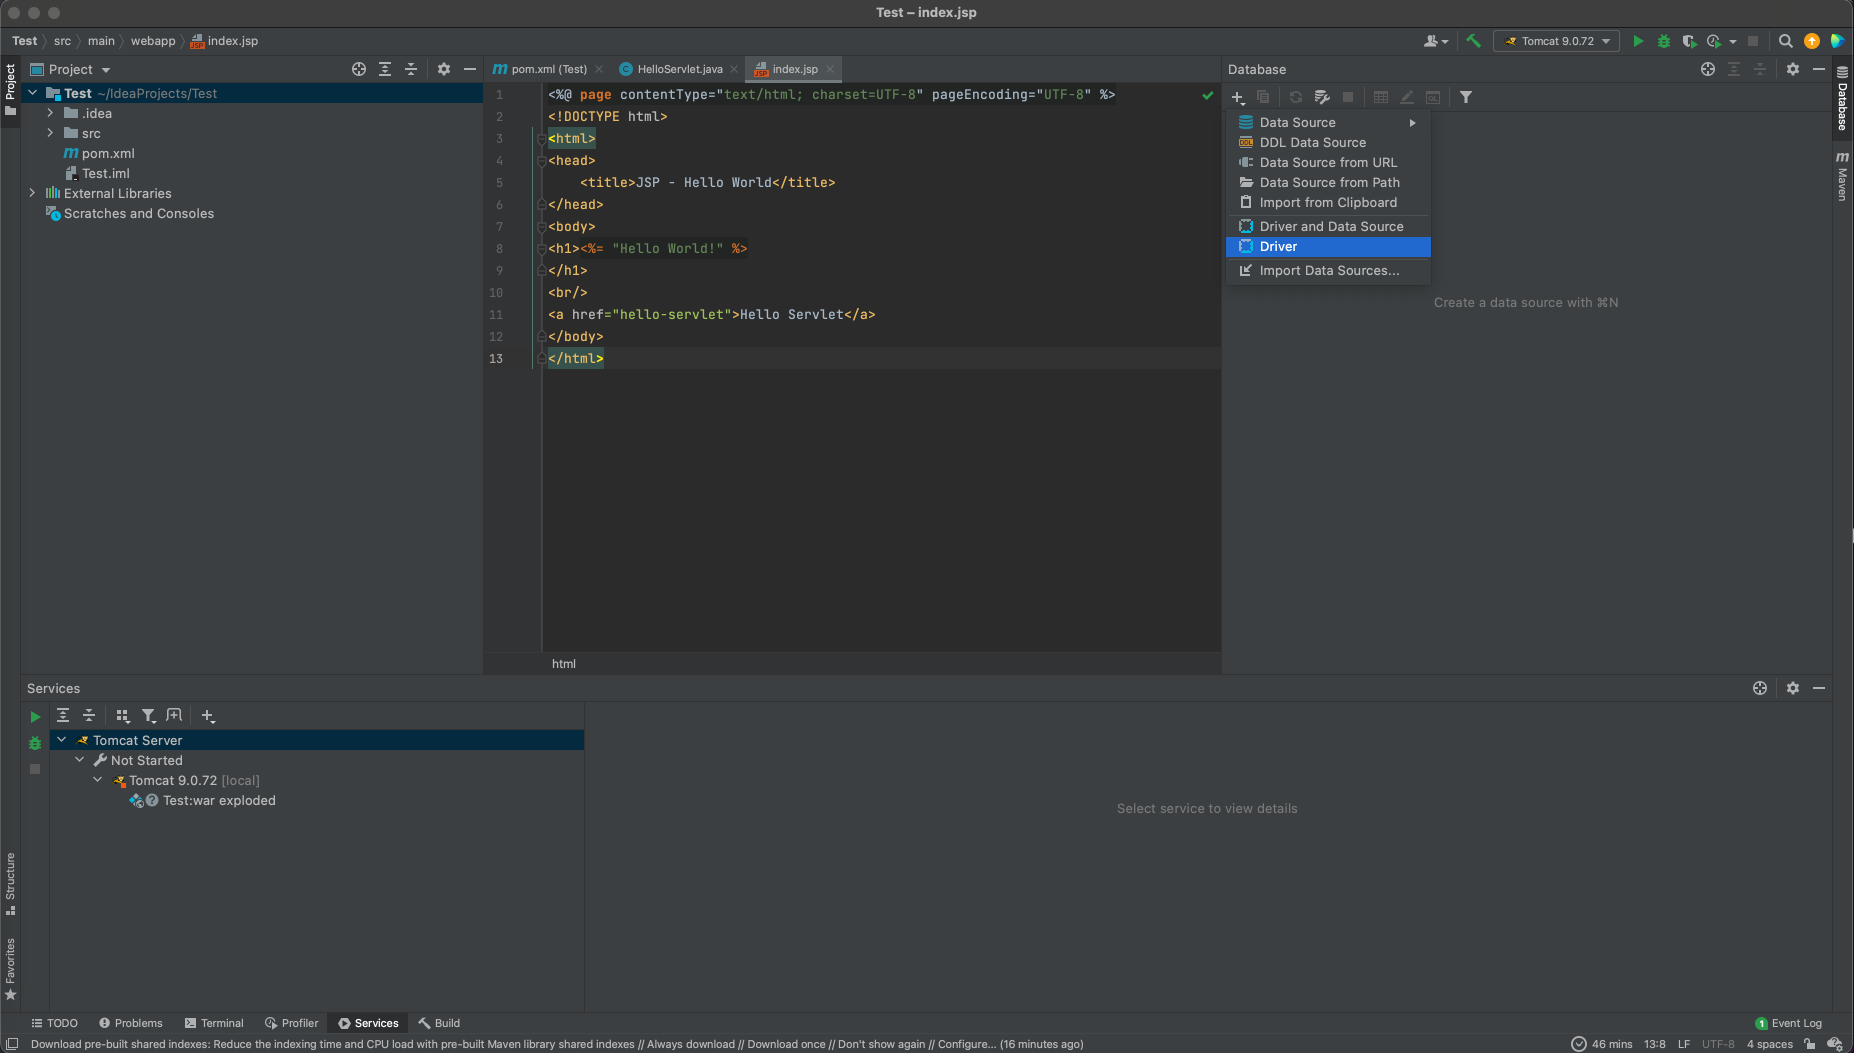 Test – index.jsp
Test src main webapp index.jsp
Tomcat 9.0.72
Project
Project
Test ~/IdeaProjects/Test
.idea
src
pom.xml
Test.iml
External Libraries
Scratches and Consoles
pom.xml (Test)
HelloServlet.java
index.jsp
1 <%@ page contentType="text/html; charset=UTF-8" pageEncoding="UTF-8" %>
2 <!DOCTYPE html>
3 <html>
4 <head>
5 <title>JSP - Hello World</title>
6 </head>
7 <body>
8 <h1><%= "Hello World!" %>
9 </h1>
10 <br/>
11 <a href="hello-servlet">Hello Servlet</a>
12 </body>
13 </html>
html
Database
Data Source
DDL Data Source
Data Source from URL
Data Source from Path
Import from Clipboard
Driver and Data Source
Driver
Import Data Sources...
Create a data source with ⌘N
Database
Maven
Services
Tomcat Server
Not Started
Tomcat 9.0.72 [local]
Test:war exploded
Select service to view details
Structure
Favorites
TODO Problems Terminal Profiler Services Build
1 Event Log
Download pre-built shared indexes: Reduce the indexing time and CPU load with pre-built Maven library shared indexes // Always download // Download once // Don't show again // Configure... (16 minutes ago)
46 mins 13:8 LF UTF-8 4 spaces